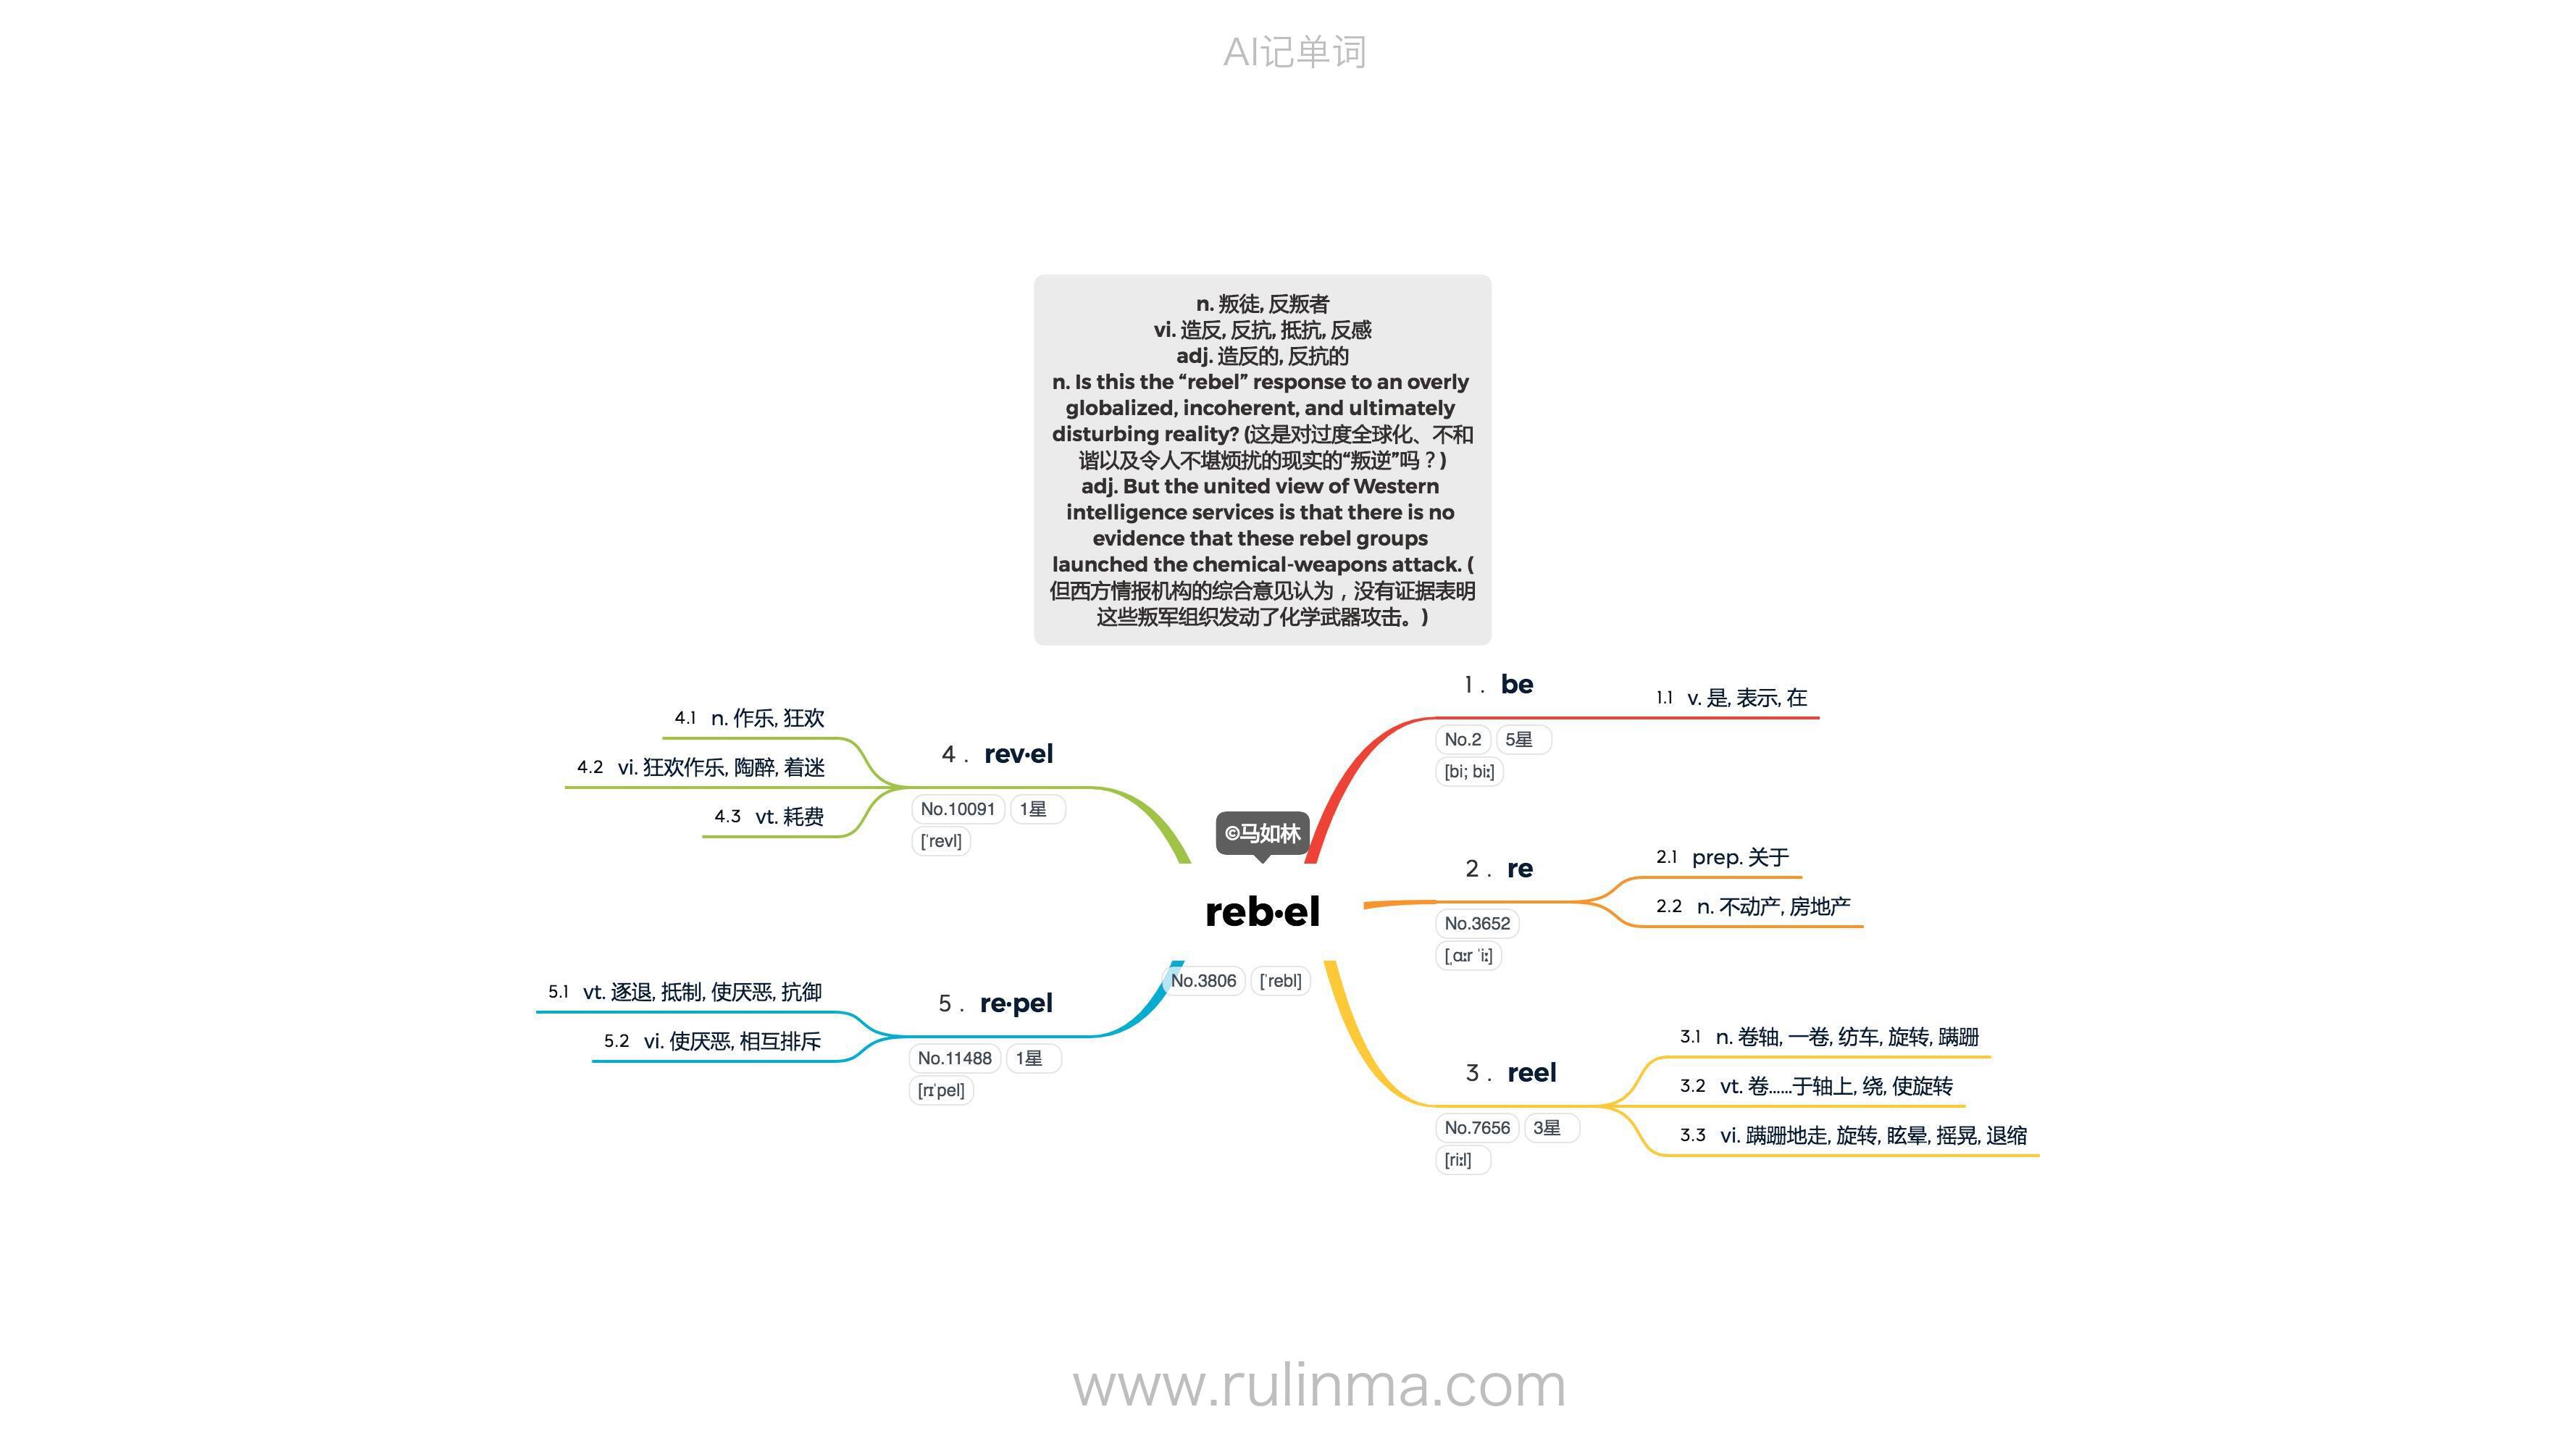 AI记单词
n. 叛徒, 反叛者
vi. 造反, 反抗, 抵抗, 反感
adj. 造反的, 反抗的
n. Is this the “rebel” response to an overly
globalized, incoherent, and ultimately
disturbing reality? (这是对过度全球化、不和
谐以及令人不堪烦扰的现实的“叛逆”吗？)
adj. But the united view of Western
intelligence services is that there is no
evidence that these rebel groups
launched the chemical-weapons attack. (
但西方情报机构的综合意见认为，没有证据表明
这些叛军组织发动了化学武器攻击。)
©马如林
reb·el
No.3806 [ˈrebl]
1. be
No.2 5星
[bi; biː]
1.1 v. 是, 表示, 在
2. re
No.3652
[ˌɑːr ˈiː]
2.1 prep. 关于
2.2 n. 不动产, 房地产
3. reel
No.7656 3星
[riːl]
3.1 n. 卷轴, 一卷, 纺车, 旋转, 蹒跚
3.2 vt. 卷……于轴上, 绕, 使旋转
3.3 vi. 蹒跚地走, 旋转, 眩晕, 摇晃, 退缩
4. rev·el
No.10091 1星
[ˈrevl]
4.1 n. 作乐, 狂欢
4.2 vi. 狂欢作乐, 陶醉, 着迷
4.3 vt. 耗费
5. re·pel
No.11488 1星
[rɪˈpel]
5.1 vt. 逐退, 抵制, 使厌恶, 抗御
5.2 vi. 使厌恶, 相互排斥
www.rulinma.com